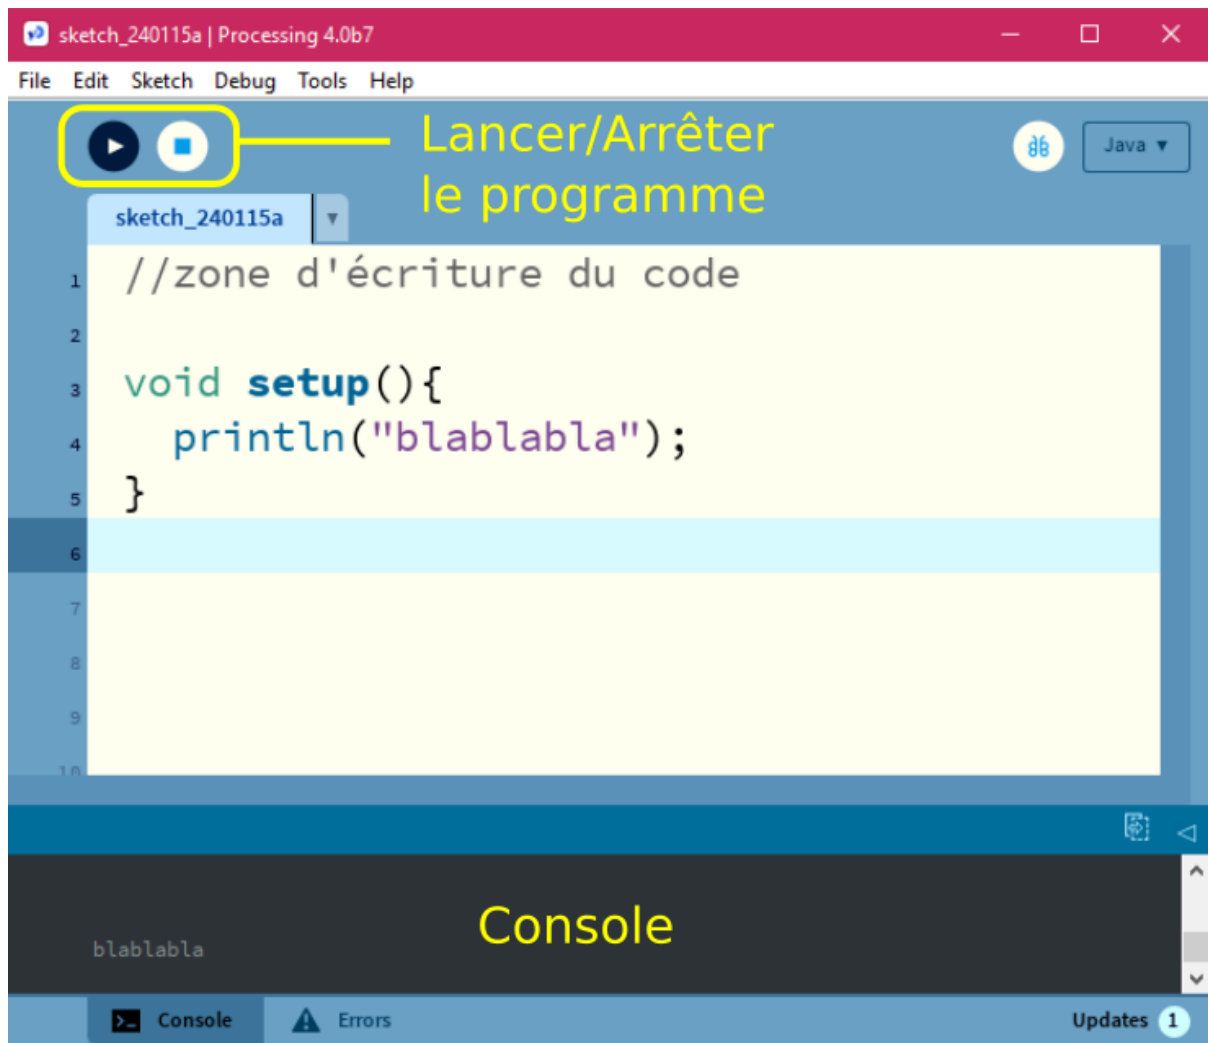 sketch_240115a | Processing 4.0b7
File Edit Sketch Debug Tools Help
Lancer/Arrêter
le programme
Java ▼
sketch_240115a ▼
1 //zone d'écriture du code
2
3 void setup(){
4 println("blablabla");
5 }
6
7
8
9
10
Console
blablabla
Console Errors Updates 1